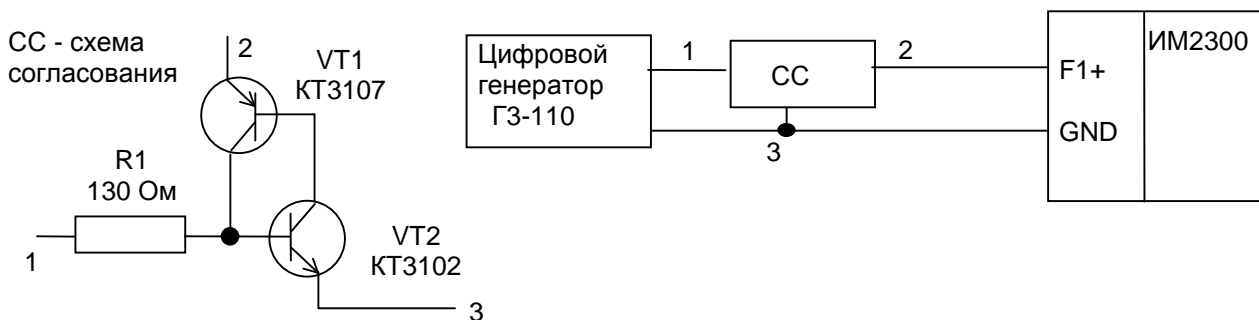 СС - схема
согласования
2
VT1
КТ3107
R1
130 Ом
1
VT2
КТ3102
3
Цифровой
генератор
Г3-110
1
СС
2
3
F1+
GND
ИМ2300